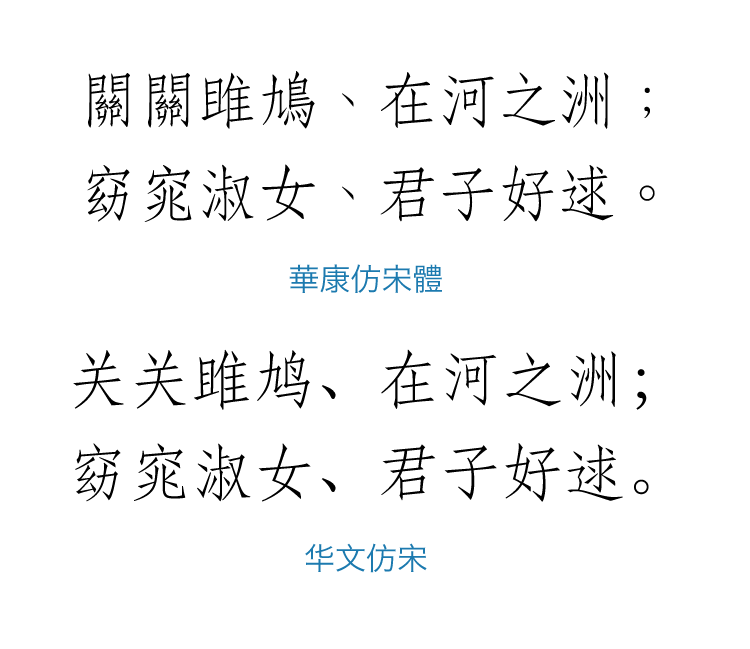 關關雎鳩、在河之洲；
窈窕淑女、君子好逑。
華康仿宋體
关关雎鸠、在河之洲；
窈窕淑女、君子好逑。
华文仿宋